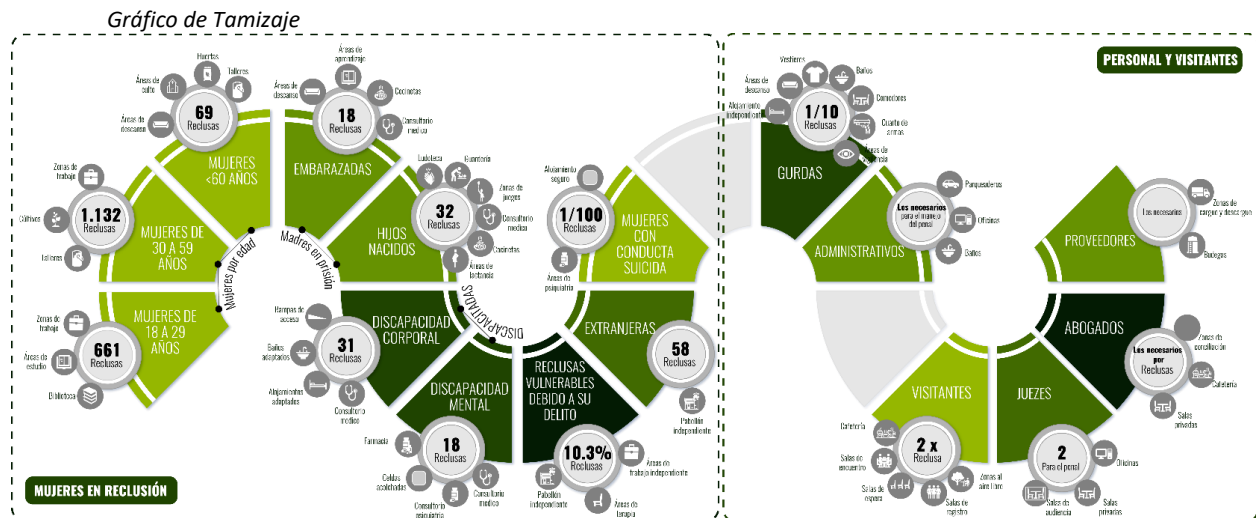 Gráfico de Tamizaje
MUJERES EN RECLUSIÓN
Zonas de
trabajo
Áreas de
estudio
Biblioteca
661
Reclusas
MUJERES DE
18 A 29
AÑOS
Zonas de
trabajo
Cultivos
Talleres
1.132
Reclusas
MUJERES DE
30 A 59
AÑOS
Áreas de
descanso
Áreas de
culto
Huertas
Talleres
69
Reclusas
MUJERES
<60 AÑOS
Mujeres por edad
Áreas de
descanso
Áreas de
aprendizaje
Cocinetas
Consultorio
medico
18
Reclusas
EMBARAZADAS
Ludoteca
Guardería
Zonas de
juegos
Consultorio
medico
Cocinetas
Áreas de
lactancia
32
Reclusas
HIJOS
NACIDOS
Madres en prisión
Rampas de
acceso
Baños
adaptados
Alojamientos
adaptados
Consultorio
medico
31
Reclusas
DISCAPACIDAD
CORPORAL
Farmacia
Celdas
acolchadas
Consultorio
psiquiatria
Consultorio
medico
18
Reclusas
DISCAPACIDAD
MENTAL
DISCAPACITADAS
RECLUSAS
VULNERABLES
DEBIDO A SU
DELITO
10.3%
Reclusas
Pabellón
independiente
Áreas de
terapia
Áreas de
trabajo independiente
EXTRANJERAS
58
Reclusas
Pabellón
independiente
MUJERES
CON
CONDUCTA
SUICIDA
1/100
Reclusas
Alojamiento
seguro
Áreas de
psiquiatria
PERSONAL Y VISITANTES
Alojamiento
independiente
Áreas de
descanso
Vestieres
Baños
Comedores
Cuarto de
armas
Áreas de
vigilancia
1/10
Reclusas
GURDAS
ADMINISTRATIVOS
Los necesarios
para el manejo
del penal
Parqueaderos
Oficinas
Baños
VISITANTES
2 x
Reclusa
Cafetería
Salas de
encuentro
Salas de
espera
Salas de
registro
Zonas al
aire libre
JUEZES
2
Para el penal
Oficinas
Salas
privadas
Salas de
audiencia
ABOGADOS
Los necesarios
por
Reclusas
Zonas de
conciliación
Cafetería
Salas
privadas
PROVEEDORES
Los necesarios
Zonas de
cargue y descargue
Bodegas